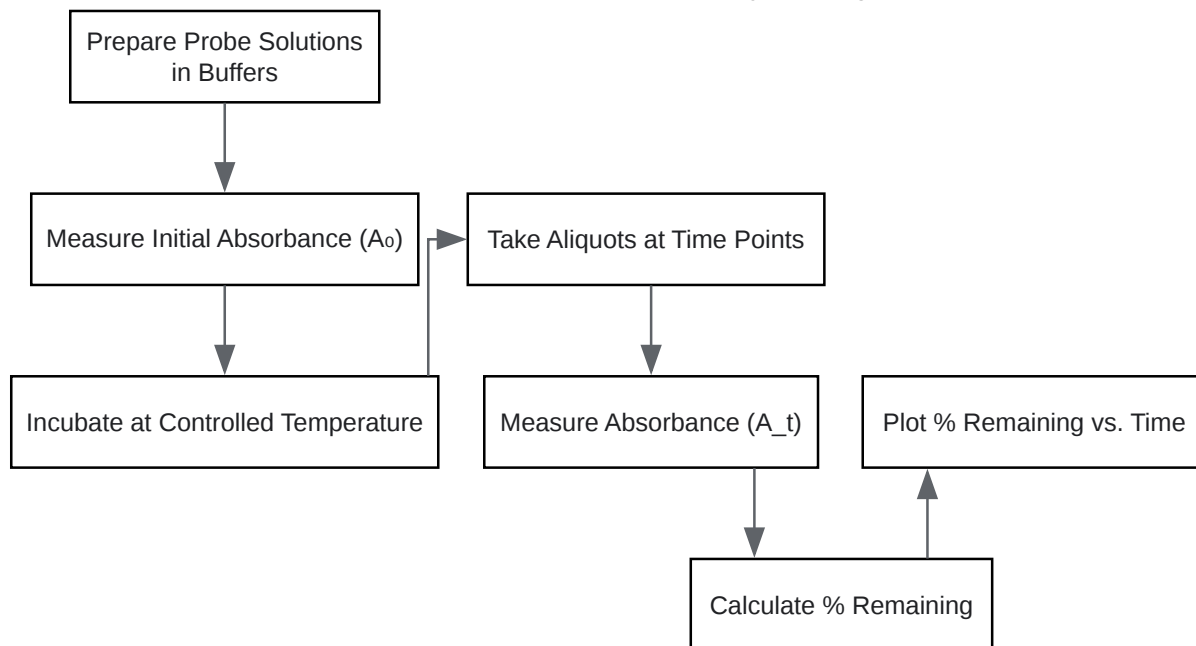 Prepare Probe Solutions
in Buffers
Measure Initial Absorbance (A₀)
Incubate at Controlled Temperature
Take Aliquots at Time Points
Measure Absorbance (A_t)
Calculate % Remaining
Plot % Remaining vs. Time